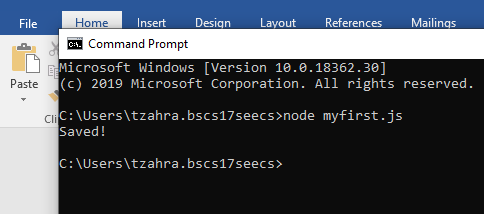 File Home Insert Design Layout References Mailings
Paste
Command Prompt
Microsoft Windows [Version 10.0.18362.30]
(c) 2019 Microsoft Corporation. All rights reserved.
C:\Users\tzahra.bscs17seecs>node myfirst.js
Saved!
C:\Users\tzahra.bscs17seecs>